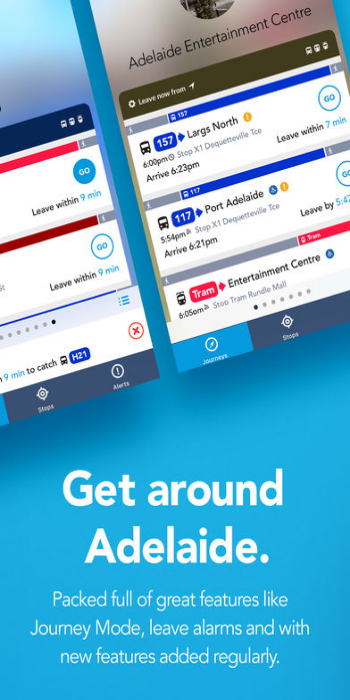 Adelaide Entertainment Centre
Leave now from
157
157 Largs North
GO
6:00pm Stop X1 Dequetteville Tce
Leave within 7 min
Arrive 6:23pm
117
117 Port Adelaide
GO
5:54pm Stop X1 Dequetteville Tce
Leave by 5:47
Arrive 6:21pm
Tram
Tram Entertainment Centre
6:05pm Stop Tram Rundle Mall
Journeys
Stops
GO
Leave within 9 min
GO
Leave within 9 min
9 min to catch H21
Stops
Alerts
Get around
Adelaide.
Packed full of great features like
Journey Mode, leave alarms and with
new features added regularly.